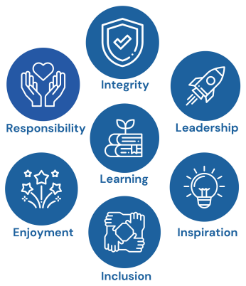 Integrity
Responsibility
Leadership
Learning
Enjoyment
Inspiration
Inclusion